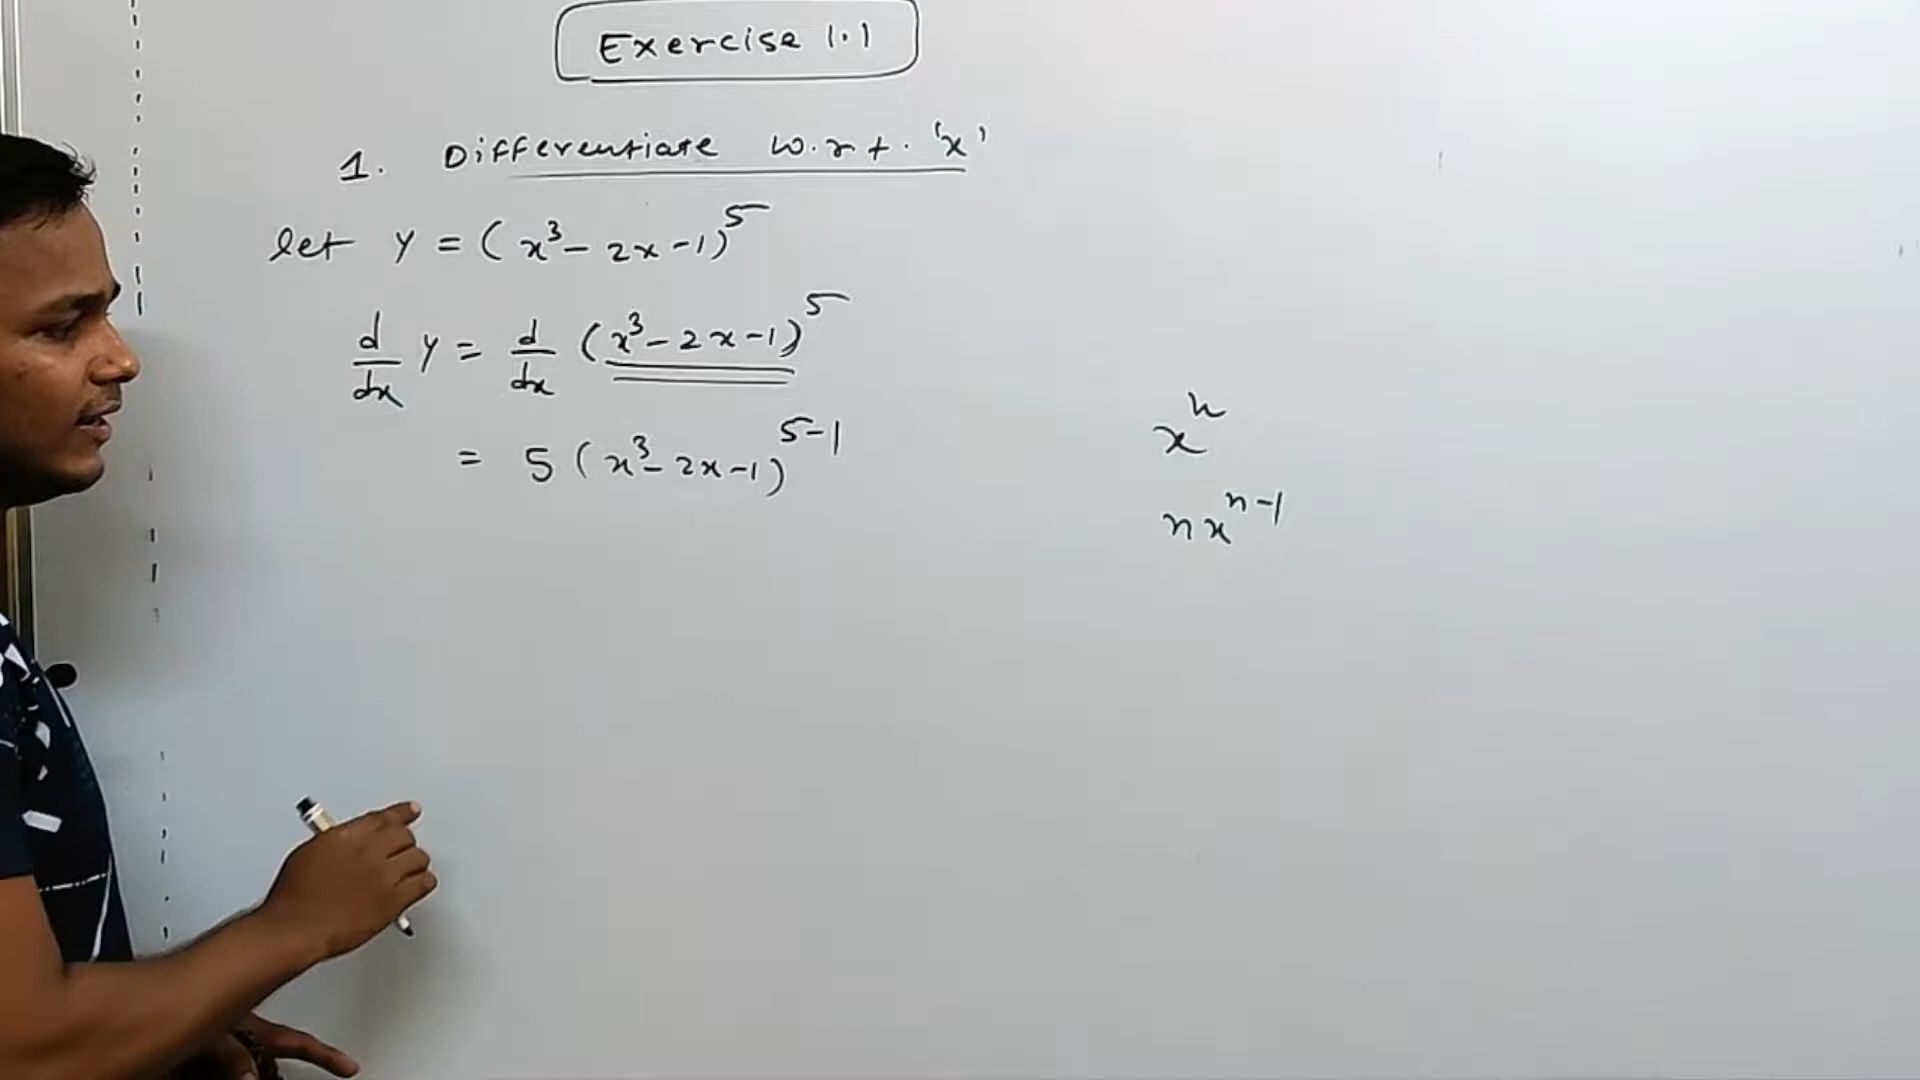 Exercise 1.1
1. Differentiate w.r.t. 'x'
let y = (x³ - 2x - 1)⁵
d/dx y = d/dx (x³ - 2x - 1)⁵
= 5 (x³ - 2x - 1)⁵⁻¹
xⁿ
nxⁿ⁻¹